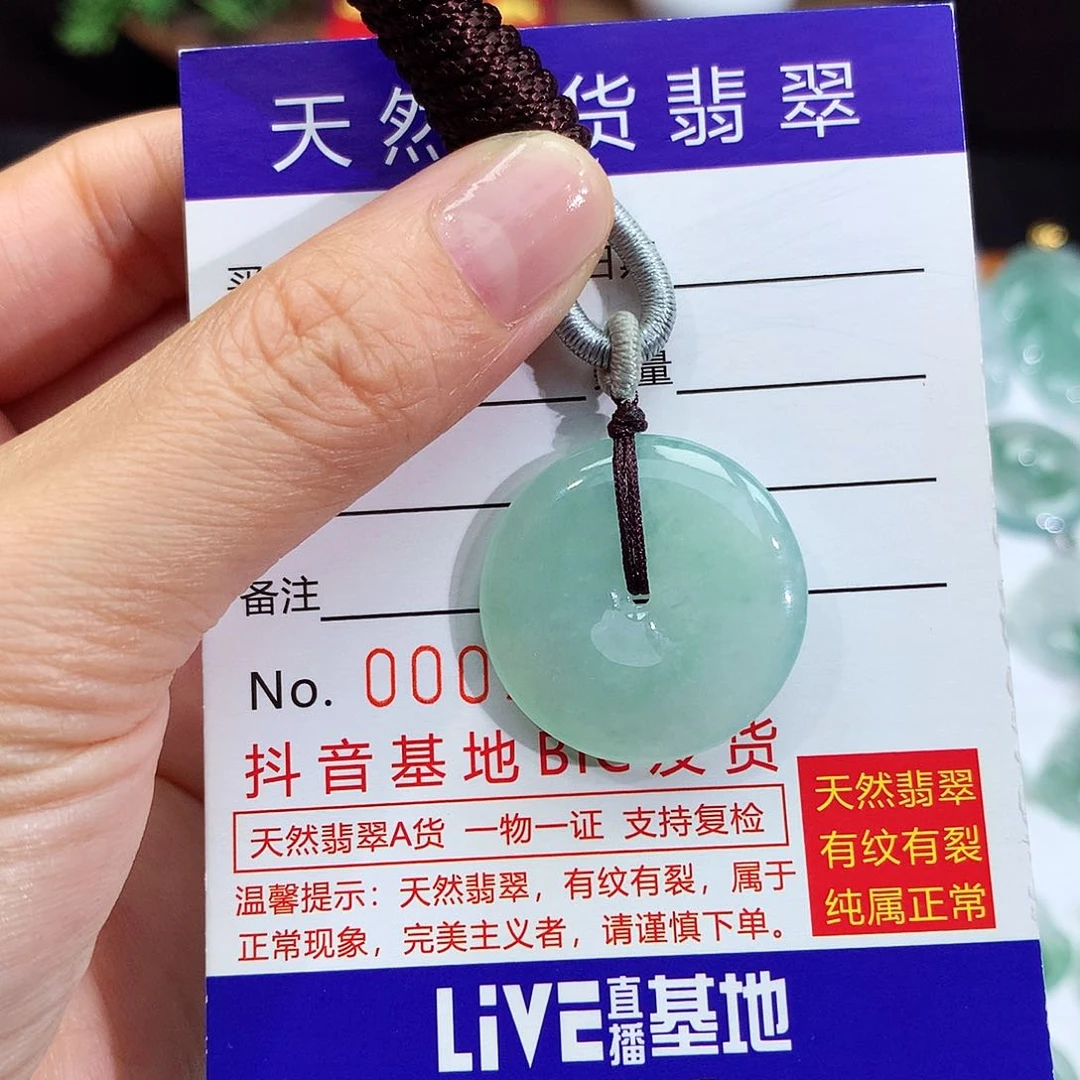 天然 货翡翠
量
备注
No. 000
抖音基地BIC发货
天然翡翠A货 一物一证 支持复检
温馨提示：天然翡翠，有纹有裂，属于
正常现象，完美主义者，请谨慎下单。
天然翡翠
有纹有裂
纯属正常
LiVE直播基地